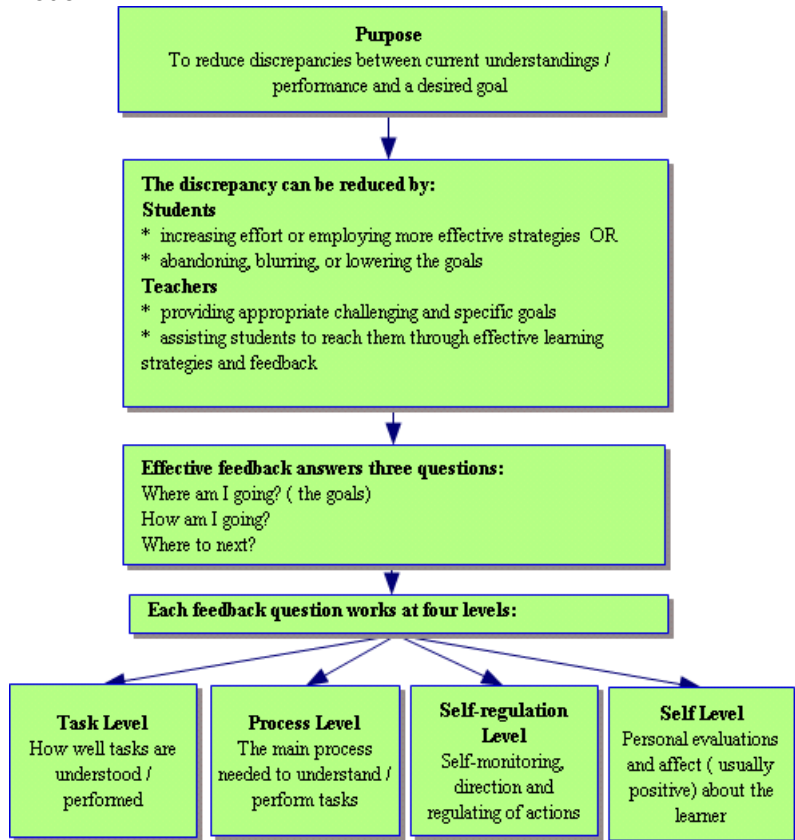 Purpose
To reduce discrepancies between current understandings /
performance and a desired goal
The discrepancy can be reduced by:
Students
* increasing effort or employing more effective strategies OR
* abandoning, blurring, or lowering the goals
Teachers
* providing appropriate challenging and specific goals
* assisting students to reach them through effective learning
strategies and feedback
Effective feedback answers three questions:
Where am I going? ( the goals)
How am I going?
Where to next?
Each feedback question works at four levels:
Task Level
How well tasks are
understood /
performed
Process Level
The main process
needed to understand /
perform tasks
Self-regulation
Level
Self-monitoring,
direction and
regulating of actions
Self Level
Personal evaluations
and affect ( usually
positive) about the
learner